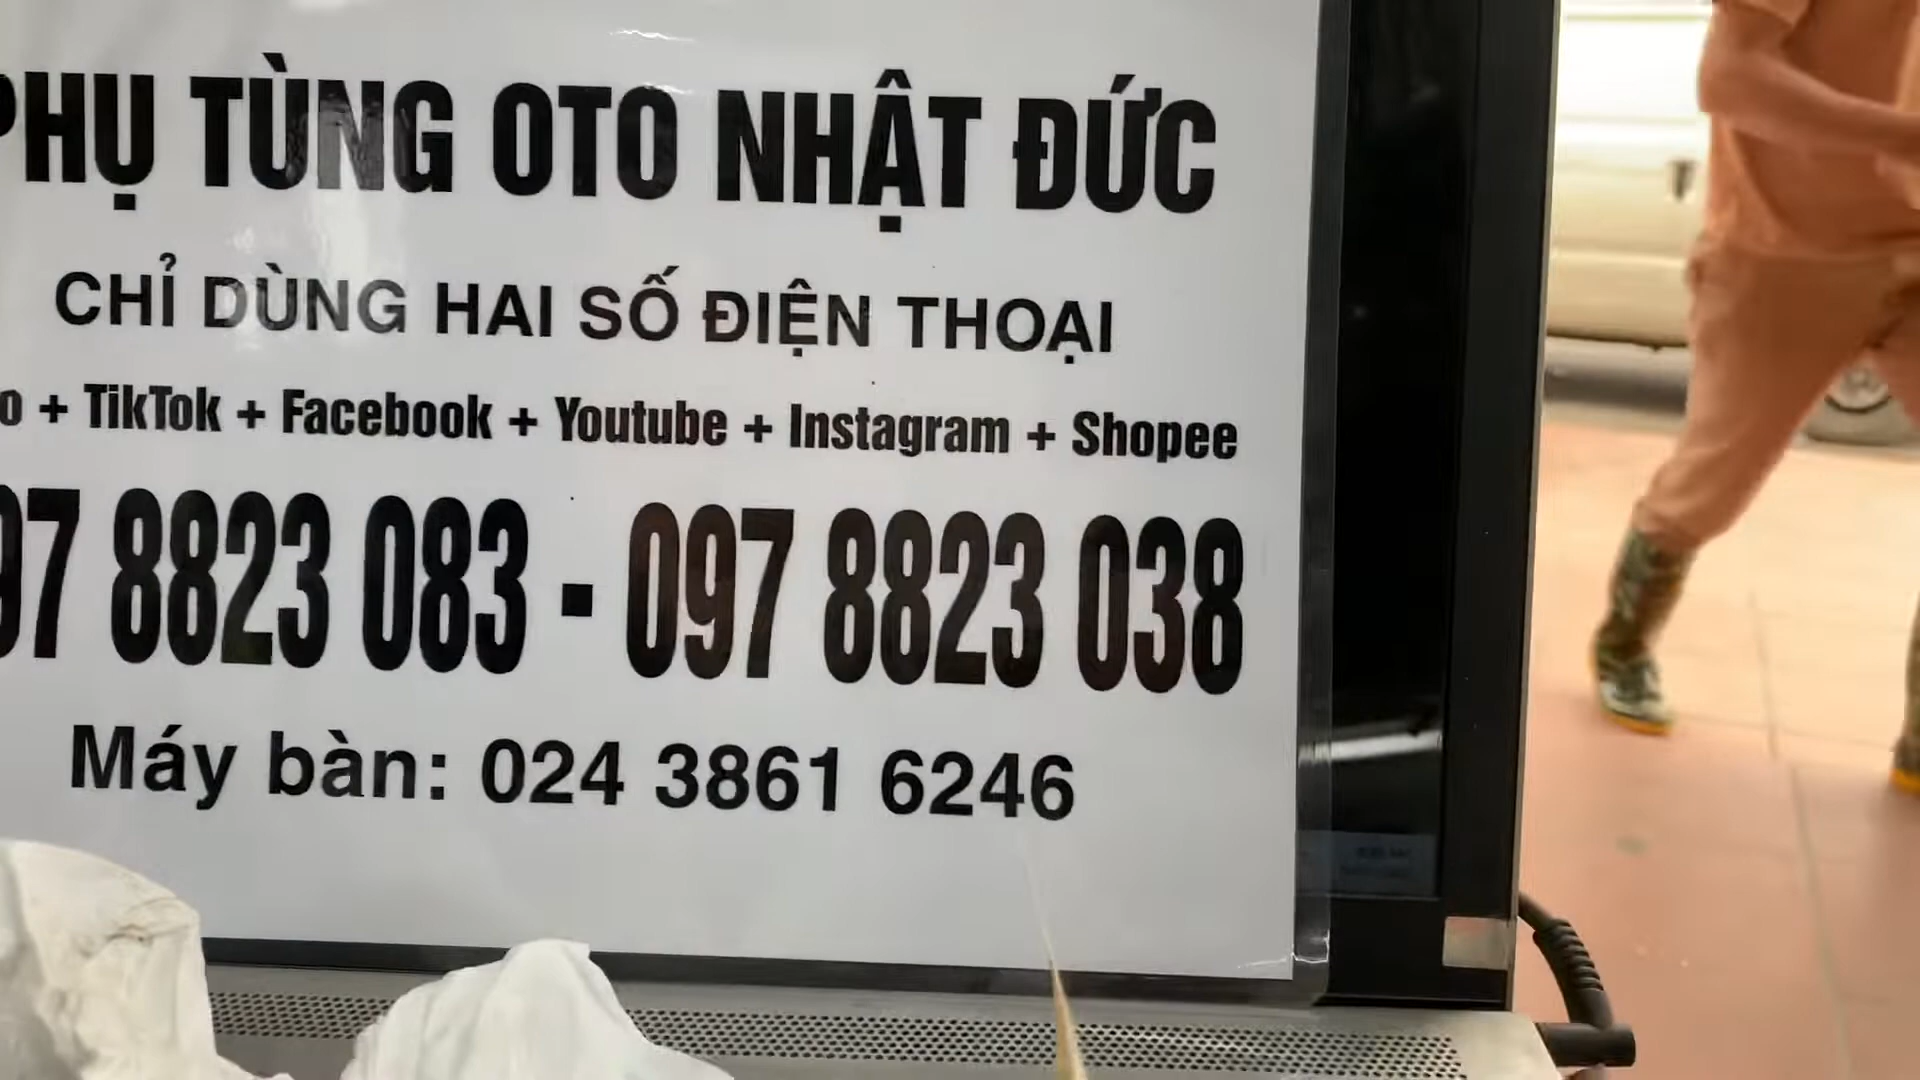 PHỤ TÙNG OTO NHẬT ĐỨC
CHỈ DÙNG HAI SỐ ĐIỆN THOẠI
o + TikTok + Facebook + Youtube + Instagram + Shopee
97 8823 083 - 097 8823 038
Máy bàn: 024 3861 6246